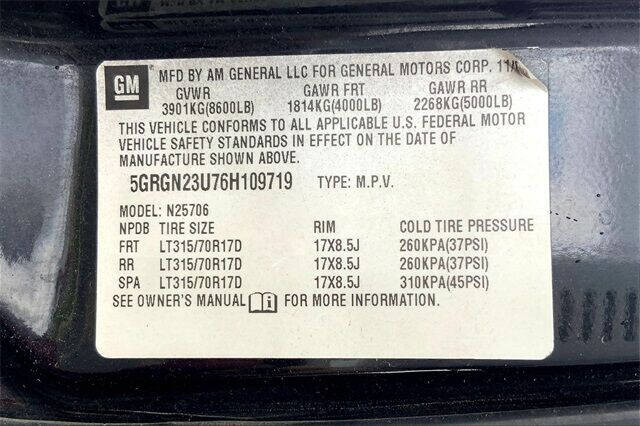 GM
MFD BY AM GENERAL LLC FOR GENERAL MOTORS CORP. 11/
GVWR GAWR FRT GAWR RR
3901KG(8600LB) 1814KG(4000LB) 2268KG(5000LB)
THIS VEHICLE CONFORMS TO ALL APPLICABLE U.S. FEDERAL MOTOR
VEHICLE SAFETY STANDARDS IN EFFECT ON THE DATE OF
MANUFACTURE SHOWN ABOVE.
5GRGN23U76H109719 TYPE: M.P.V.
MODEL: N25706
NPDB TIRE SIZE RIM COLD TIRE PRESSURE
FRT LT315/70R17D 17X8.5J 260KPA(37PSI)
RR LT315/70R17D 17X8.5J 260KPA(37PSI)
SPA LT315/70R17D 17X8.5J 310KPA(45PSI)
SEE OWNER'S MANUAL FOR MORE INFORMATION.